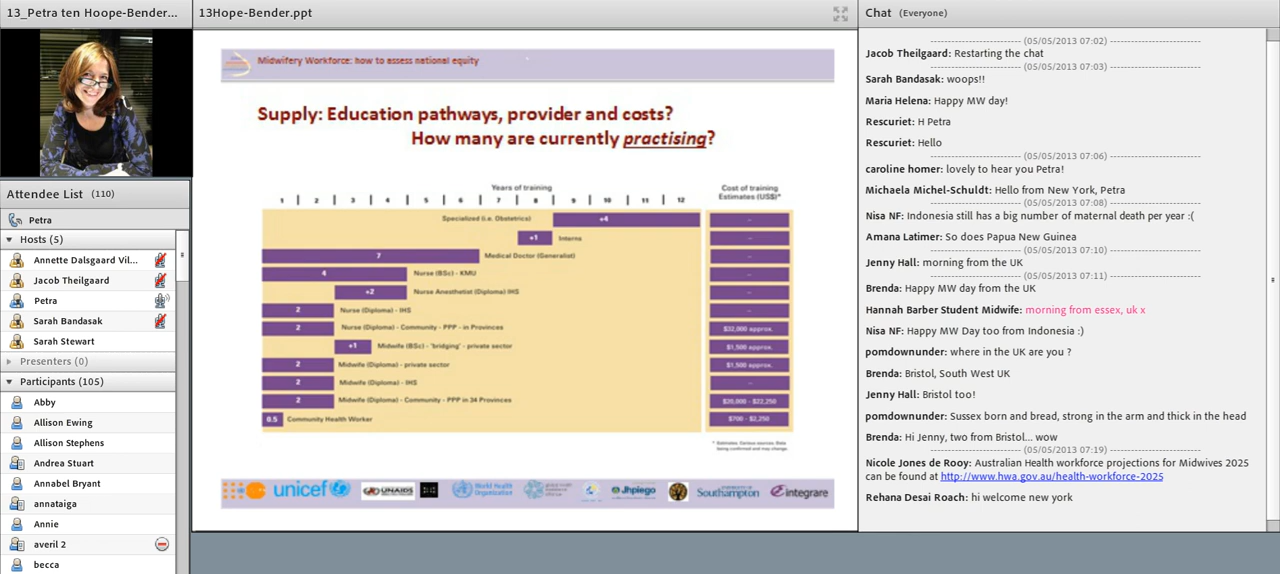 13_Petra ten Hoope-Bender...
13Hope-Bender.ppt
Chat (Everyone)
Attendee List (110)
Petra
Hosts (5)
Annette Dalsgaard Vil...
Jacob Theilgaard
Petra
Sarah Bandasak
Sarah Stewart
Presenters (0)
Participants (105)
Abby
Allison Ewing
Allison Stephens
Andrea Stuart
Annabel Bryant
annataiga
Annie
averil 2
becca
Midwifery Workforce: how to assess national equity
Supply: Education pathways, provider and costs?
How many are currently practising?
Years of training
Cost of training
Estimates (US$)*
1 2 3 4 5 6 7 8 9 10 11 12
Specialized (i.e. Obstetrics) +4 –
+1 Interns –
7 Medical Doctor (Generalist) –
4 Nurse (BSc) - KMU –
+2 Nurse Anesthetist (Diploma) IHS –
2 Nurse (Diploma) - IHS –
2 Nurse (Diploma) - Community - PPP - in Provinces $32,000 approx.
+1 Midwife (BSc) - 'bridging' - private sector $1,500 approx.
2 Midwife (Diploma) - private sector $1,500 approx.
2 Midwife (Diploma) - IHS –
2 Midwife (Diploma) - Community - PPP in 34 Provinces $20,000 - $22,250
0.5 Community Health Worker $700 - $2,250
* Estimates. Various sources. Data
being confirmed and may change.
unicef
UNAIDS
World Health
Organization
Jhpiego
Southampton
integrare
(05/05/2013 07:02)
Jacob Theilgaard: Restarting the chat
(05/05/2013 07:03)
Sarah Bandasak: woops!!
Maria Helena: Happy MW day!
Rescuriet: H Petra
Rescuriet: Hello
(05/05/2013 07:06)
caroline homer: lovely to hear you Petra!
Michaela Michel-Schuldt: Hello from New York, Petra
(05/05/2013 07:08)
Nisa NF: Indonesia still has a big number of maternal death per year :(
Amana Latimer: So does Papua New Guinea
(05/05/2013 07:10)
Jenny Hall: morning from the UK
(05/05/2013 07:11)
Brenda: Happy MW day from the UK
Hannah Barber Student Midwife: morning from essex, uk x
Nisa NF: Happy MW Day too from Indonesia :)
pomdownunder: where in the UK are you ?
Brenda: Bristol, South West UK
Jenny Hall: Bristol too!
pomdownunder: Sussex born and bread, strong in the arm and thick in the head
Brenda: Hi Jenny, two from Bristol... wow
(05/05/2013 07:19)
Nicole Jones de Rooy: Australian Health workforce projections for Midwives 2025
can be found at http://www.hwa.gov.au/health-workforce-2025
Rehana Desai Roach: hi welcome new york